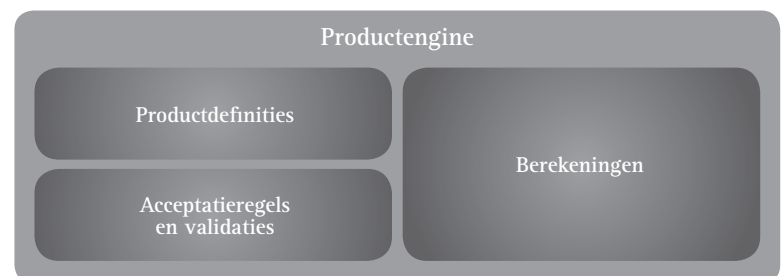 Productengine
Productdefinities
Acceptatieregels
en validaties
Berekeningen